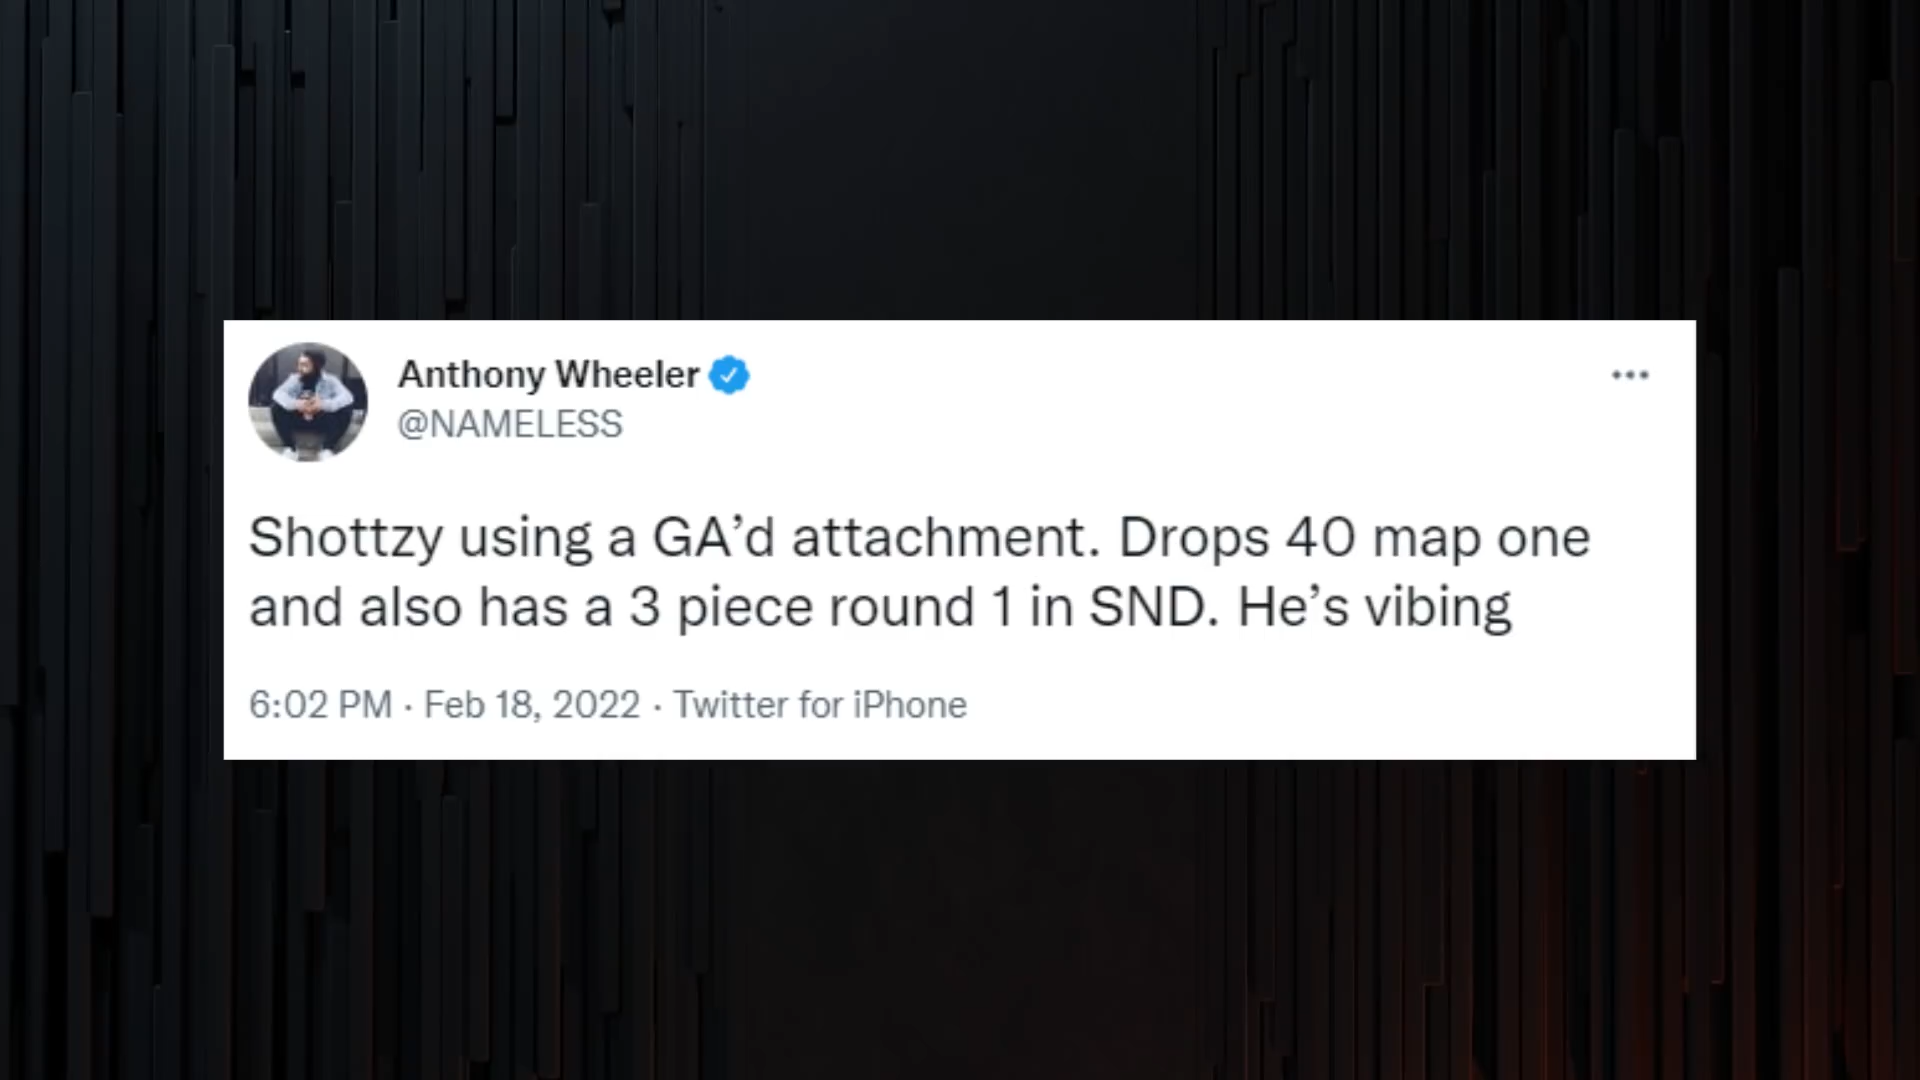 Anthony Wheeler
@NAMELESS
Shottzy using a GA’d attachment. Drops 40 map one
and also has a 3 piece round 1 in SND. He’s vibing
6:02 PM · Feb 18, 2022 · Twitter for iPhone